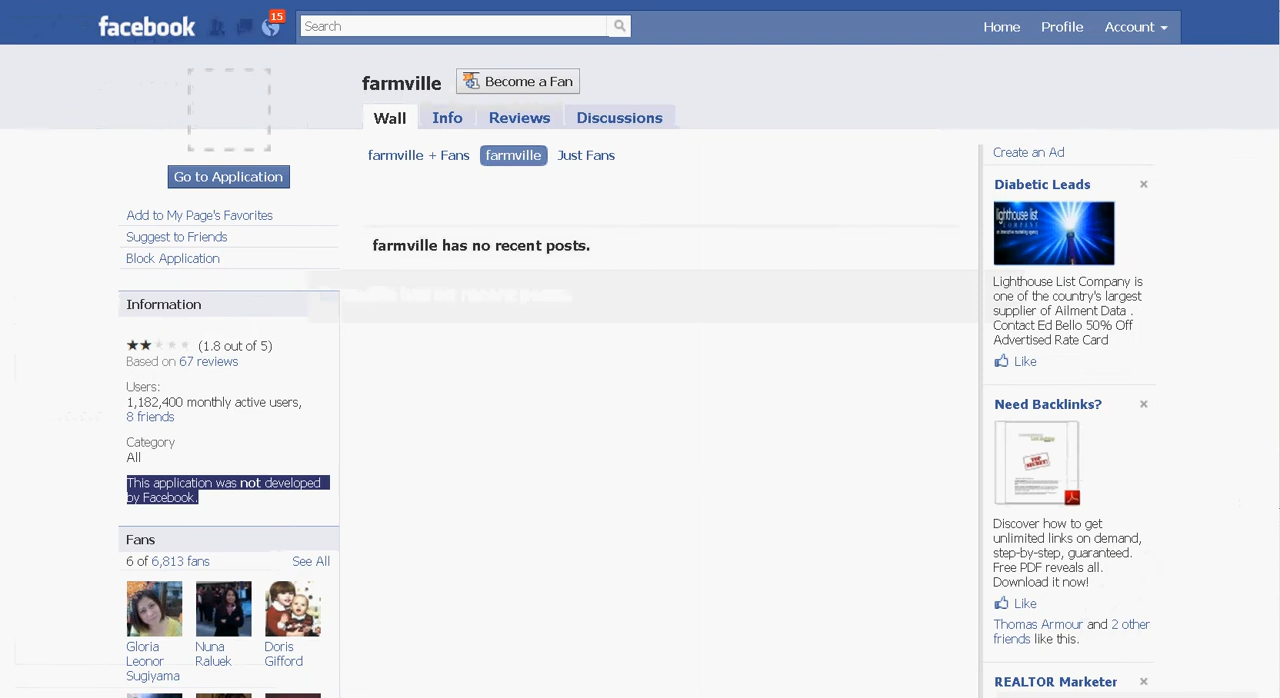 facebook
15
Search
Home Profile Account
farmville
Become a Fan
Wall Info Reviews Discussions
farmville + Fans farmville Just Fans
farmville has no recent posts.
Go to Application
Add to My Page's Favorites
Suggest to Friends
Block Application
Information
(1.8 out of 5)
Based on 67 reviews
Users:
1,182,400 monthly active users,
8 friends
Category
All
This application was not developed
by Facebook.
Fans
6 of 6,813 fans See All
Gloria
Leonor
Sugiyama
Nuna
Raluek
Doris
Gifford
Create an Ad
Diabetic Leads
lighthouse list
COMPANY
Lighthouse List Company is
one of the country's largest
supplier of Ailment Data .
Contact Ed Bello 50% Off
Advertised Rate Card
Like
Need Backlinks?
TOP
SECRET!
Discover how to get
unlimited links on demand,
step-by-step, guaranteed.
Free PDF reveals all.
Download it now!
Like
Thomas Armour and 2 other
friends like this.
REALTOR Marketer